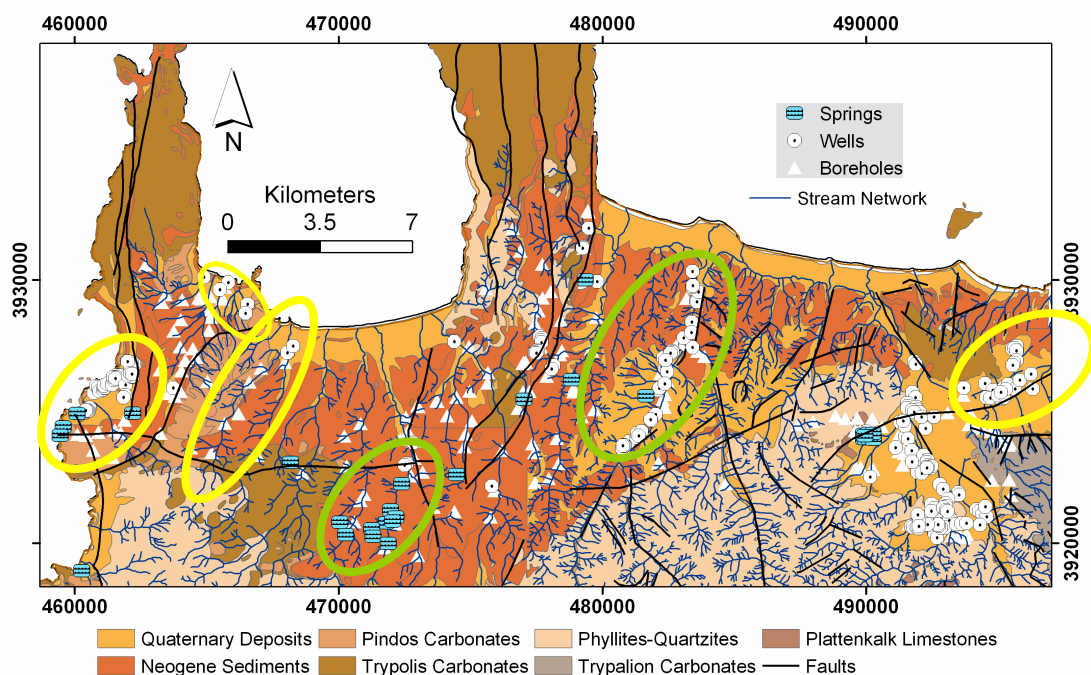 460000 470000 480000 490000
3930000
3930000
3920000
N
Kilometers
0 3.5 7
Springs
Wells
Boreholes
Stream Network
460000 470000 480000 490000
Quaternary Deposits Pindos Carbonates Phyllites-Quartzites Plattenkalk Limestones
Neogene Sediments Trypolis Carbonates Trypalion Carbonates Faults